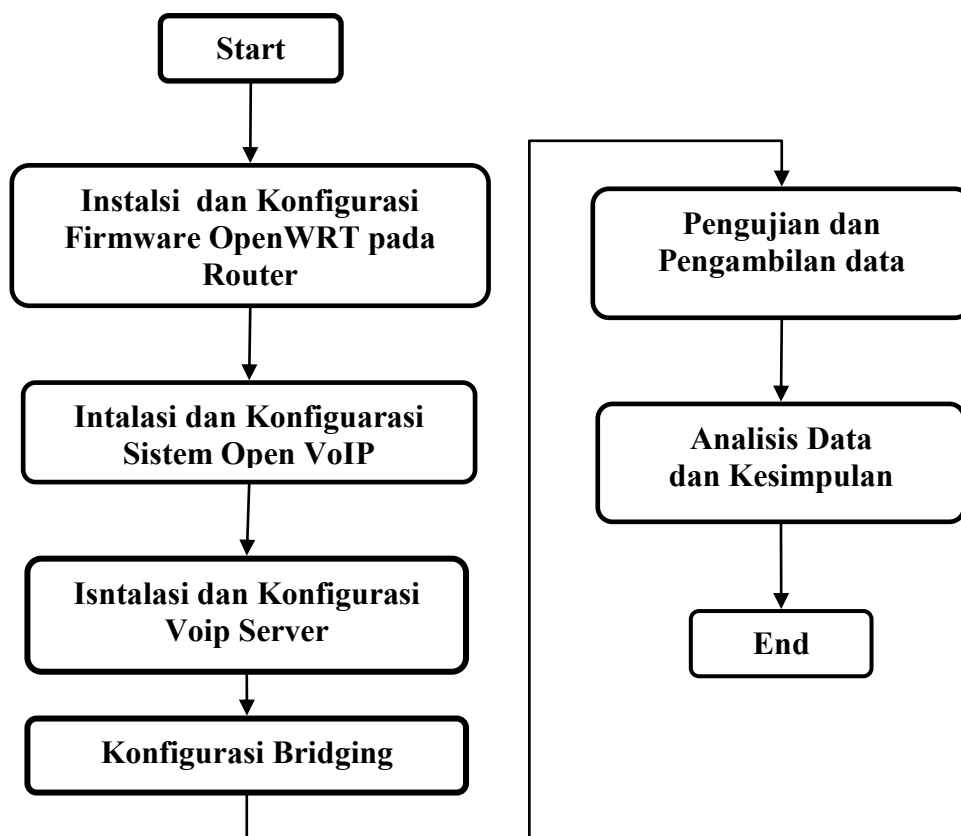 Start
Instalsi dan Konfigurasi
Firmware OpenWRT pada
Router
Intalasi dan Konfiguarasi
Sistem Open VoIP
Isntalasi dan Konfigurasi
Voip Server
Konfigurasi Bridging
Pengujian dan
Pengambilan data
Analisis Data
dan Kesimpulan
End